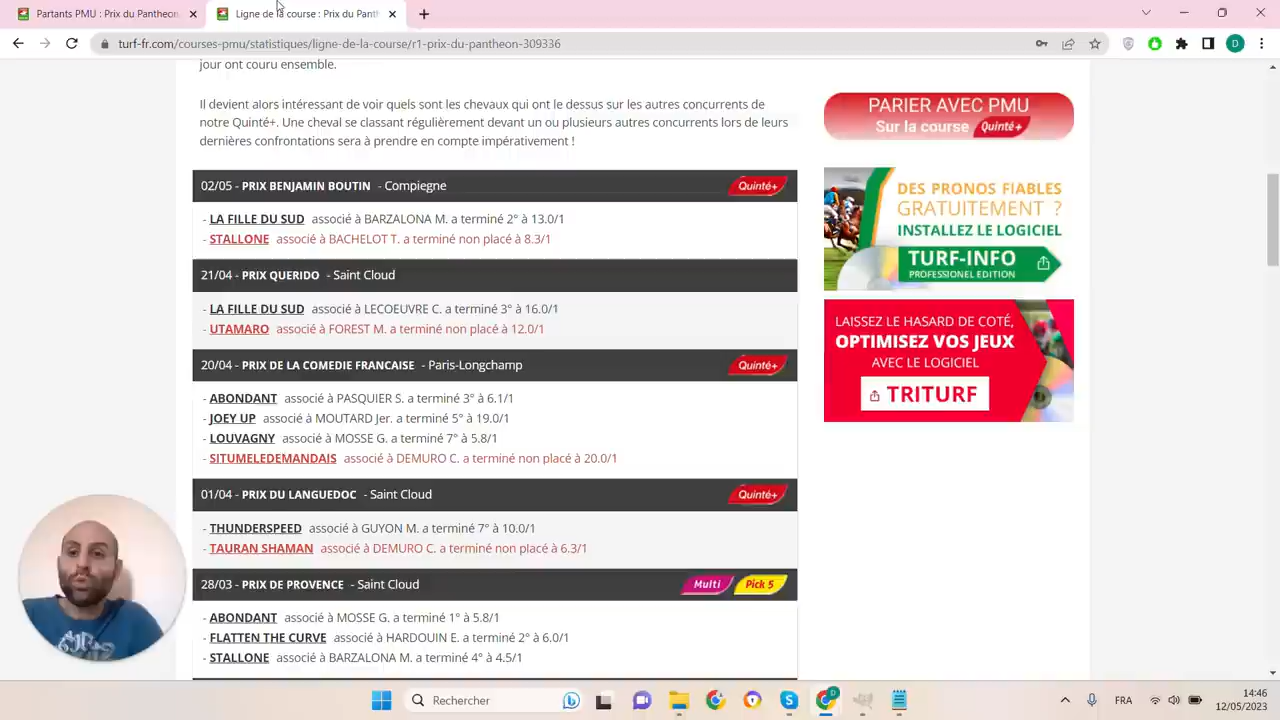 Partants PMU : Prix du Panth
Ligne de la course : Prix du Pant
turf-fr.com/courses-pmu/statistiques/ligne-de-la-course/r1-prix-du-pantheon-309336
D
jour ont couru ensemble.
Il devient alors intéressant de voir quels sont les chevaux qui ont le dessus sur les autres concurrents de
notre Quinté+. Une cheval se classant régulièrement devant un ou plusieurs autres concurrents lors de leurs
dernières confrontations sera à prendre en compte impérativement !
02/05 - PRIX BENJAMIN BOUTIN - Compiegne Quinté+
- LA FILLE DU SUD associé à BARZALONA M. a terminé 2° à 13.0/1
- STALLONE associé à BACHELOT T. a terminé non placé à 8.3/1
21/04 - PRIX QUERIDO - Saint Cloud
- LA FILLE DU SUD associé à LECOEUVRE C. a terminé 3° à 16.0/1
- UTAMARO associé à FOREST M. a terminé non placé à 12.0/1
20/04 - PRIX DE LA COMEDIE FRANCAISE - Paris-Longchamp Quinté+
- ABONDANT associé à PASQUIER S. a terminé 3° à 6.1/1
- JOEY UP associé à MOUTARD Jer. a terminé 5° à 19.0/1
- LOUVAGNY associé à MOSSE G. a terminé 7° à 5.8/1
- SITUMELEDEMANDAIS associé à DEMURO C. a terminé non placé à 20.0/1
01/04 - PRIX DU LANGUEDOC - Saint Cloud Quinté+
- THUNDERSPEED associé à GUYON M. a terminé 7° à 10.0/1
- TAURAN SHAMAN associé à DEMURO C. a terminé non placé à 6.3/1
28/03 - PRIX DE PROVENCE - Saint Cloud Multi Pick 5
- ABONDANT associé à MOSSE G. a terminé 1° à 5.8/1
- FLATTEN THE CURVE associé à HARDOUIN E. a terminé 2° à 6.0/1
- STALLONE associé à BARZALONA M. a terminé 4° à 4.5/1
PARIER AVEC PMU
Sur la course Quinté+
DES PRONOS FIABLES
GRATUITEMENT ?
INSTALLEZ LE LOGICIEL
TURF-INFO
PROFESSIONEL EDITION
LAISSEZ LE HASARD DE COTÉ,
OPTIMISEZ VOS JEUX
AVEC LE LOGICIEL
TRITURF
Rechercher
FRA
14:46
12/05/2023